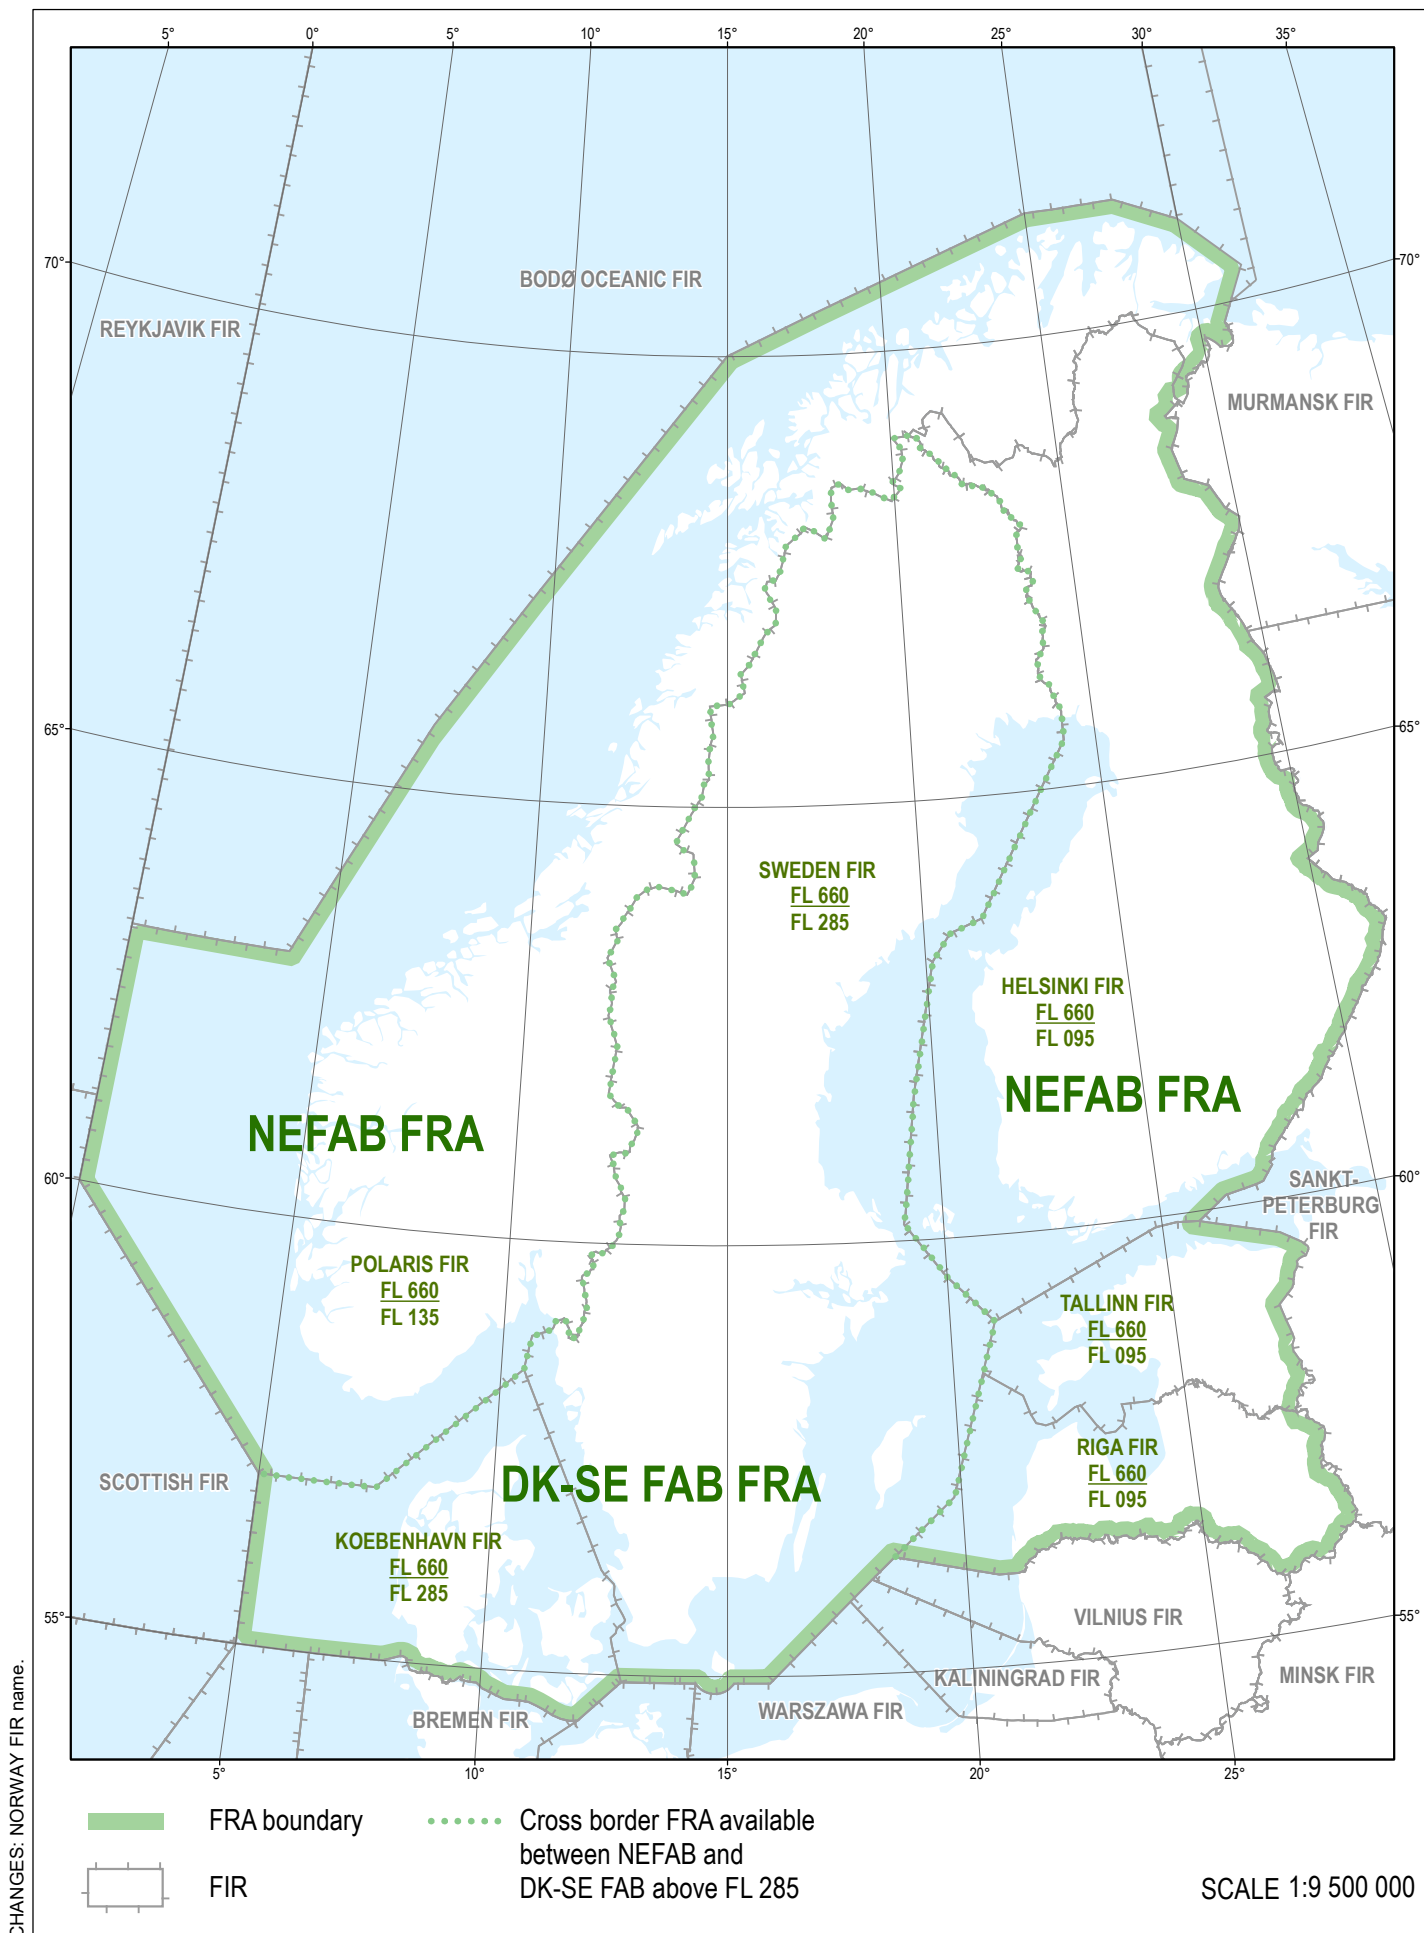 5°
0°
5°
10°
15°
20°
25°
30°
35°
70°
70°
BODØ OCEANIC FIR
REYKJAVIK FIR
MURMANSK FIR
65°
65°
SWEDEN FIR
FL 660
FL 285
HELSINKI FIR
FL 660
FL 095
NEFAB FRA
NEFAB FRA
60°
60°
SANKT-
PETERBURG
FIR
POLARIS FIR
FL 660
FL 135
TALLINN FIR
FL 660
FL 095
RIGA FIR
FL 660
FL 095
SCOTTISH FIR
DK-SE FAB FRA
KOEBENHAVN FIR
FL 660
FL 285
55°
55°
VILNIUS FIR
KALININGRAD FIR
MINSK FIR
WARSZAWA FIR
BREMEN FIR
5°
10°
15°
20°
25°
CHANGES: NORWAY FIR name.
FRA boundary
FIR
Cross border FRA available
between NEFAB and
DK-SE FAB above FL 285
SCALE 1:9 500 000